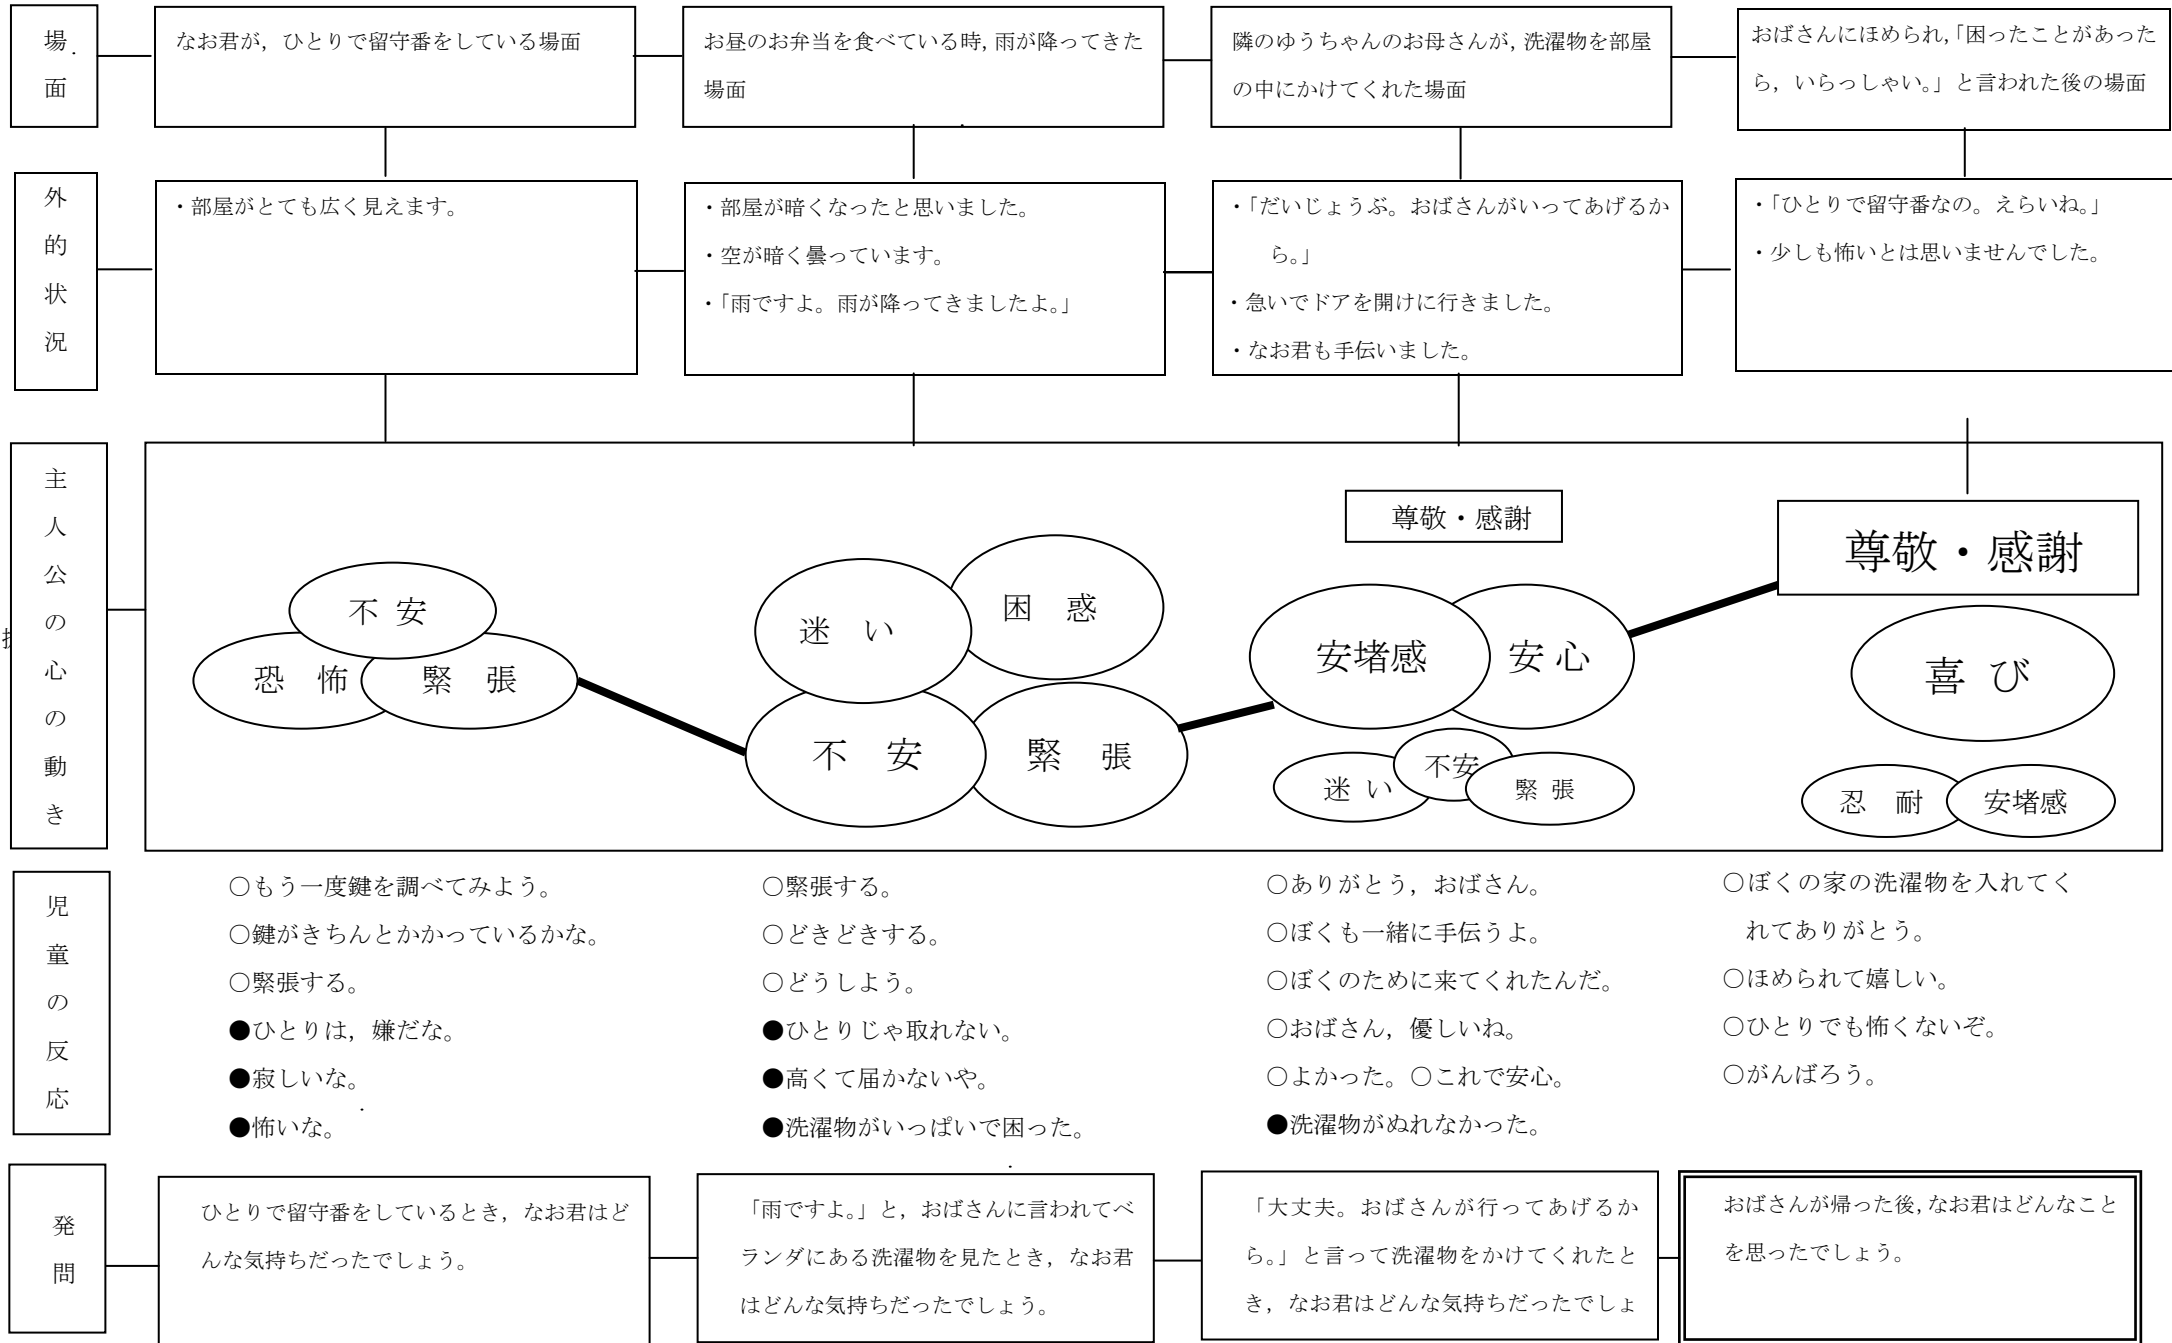 場
面
なお君が，ひとりで留守番をしている場面
お昼のお弁当を食べている時，雨が降ってきた
場面
隣のゆうちゃんのお母さんが，洗濯物を部屋
の中にかけてくれた場面
おばさんにほめられ，「困ったことがあった
ら，いらっしゃい。」と言われた後の場面
外
的
状
況
・部屋がとても広く見えます。
・部屋が暗くなったと思いました。
・空が暗く曇っています。
・「雨ですよ。雨が降ってきましたよ。」
・「だいじょうぶ。おばさんがいってあげるか
ら。」
・急いでドアを開けに行きました。
・なお君も手伝いました。
・「ひとりで留守番なの。えらいね。」
・少しも怖いとは思いませんでした。
主
人
公
の
心
の
動
き
不 安
恐 怖
緊 張
迷 い
困 惑
不 安
緊 張
尊敬・感謝
安堵感
安 心
迷 い
不安
緊 張
尊敬・感謝
喜 び
忍 耐
安堵感
児
童
の
反
応
○もう一度鍵を調べてみよう。
○鍵がきちんとかかっているかな。
○緊張する。
●ひとりは，嫌だな。
●寂しいな。
●怖いな。
○緊張する。
○どきどきする。
○どうしよう。
●ひとりじゃ取れない。
●高くて届かないや。
●洗濯物がいっぱいで困った。
○ありがとう，おばさん。
○ぼくも一緒に手伝うよ。
○ぼくのために来てくれたんだ。
○おばさん，優しいね。
○よかった。○これで安心。
●洗濯物がぬれなかった。
○ぼくの家の洗濯物を入れてく
れてありがとう。
○ほめられて嬉しい。
○ひとりでも怖くないぞ。
○がんばろう。
発
問
ひとりで留守番をしているとき，なお君はど
んな気持ちだったでしょう。
「雨ですよ。」と，おばさんに言われてベ
ランダにある洗濯物を見たとき，なお君
はどんな気持ちだったでしょう。
「大丈夫。おばさんが行ってあげるか
ら。」と言って洗濯物をかけてくれたと
き，なお君はどんな気持ちだったでしょ
おばさんが帰った後，なお君はどんなこと
を思ったでしょう。